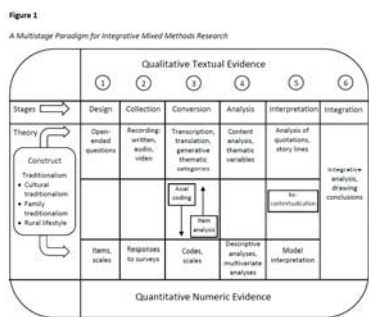 Figure 1
A Multistage Paradigm for Integrative Mixed Methods Research
Qualitative Textual Evidence
1 2 3 4 5 6
Stages Design Collection Conversion Analysis Interpretation Integration
Theory
Construct
Traditionalism
• Cultural
traditionalism
• Family
traditionalism
• Rural lifestyle
Open-
ended
questions
Recording:
written,
audio,
video
Transcription,
translation,
generative
thematic
categories
Content
analysis,
thematic
variables
Analysis of
quotations,
story lines
Integrative
analysis,
drawing
conclusions
Axial
coding
Item
analysis
Re-
contextualization
Items,
scales
Responses
to surveys
Codes,
scales
Descriptive
analyses,
multivariate
analyses
Model
interpretation
Quantitative Numeric Evidence